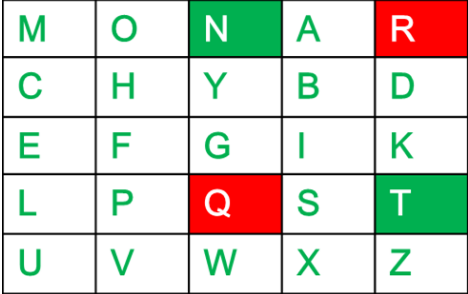 M O N A R
C H Y B D
E F G I K
L P Q S T
U V W X Z